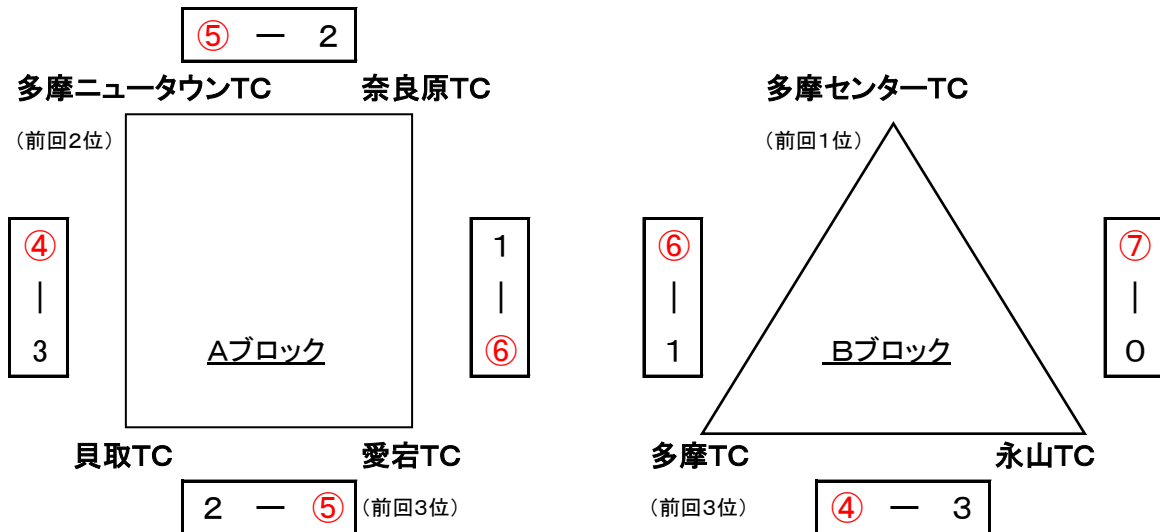 ⑤ － 2
多摩ニュータウンTC 奈良原TC
（前回2位）
④
｜
3
1
｜
⑥
Aブロック
貝取TC 愛宕TC
2 － ⑤
（前回3位）
多摩センターTC
（前回1位）
⑥
｜
1
⑦
｜
0
Bブロック
多摩TC 永山TC
（前回3位）
④ － 3